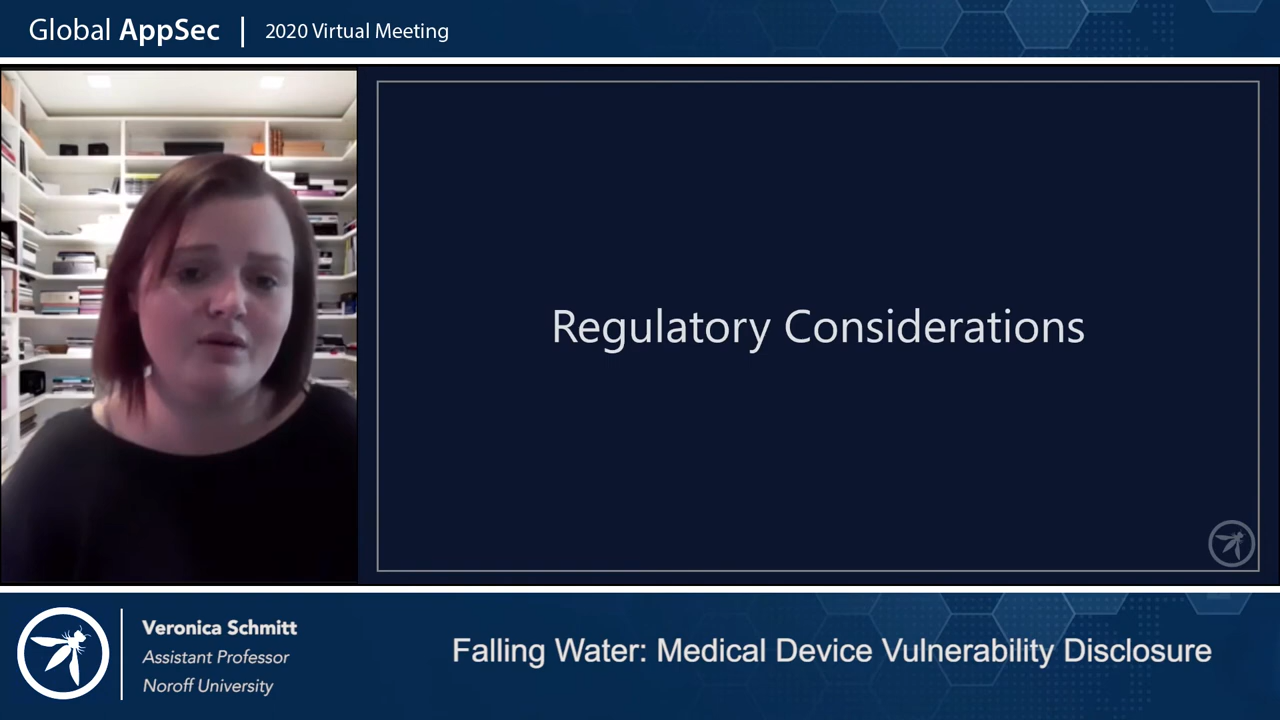 Global AppSec | 2020 Virtual Meeting
Regulatory Considerations
Veronica Schmitt
Assistant Professor
Noroff University
Falling Water: Medical Device Vulnerability Disclosure